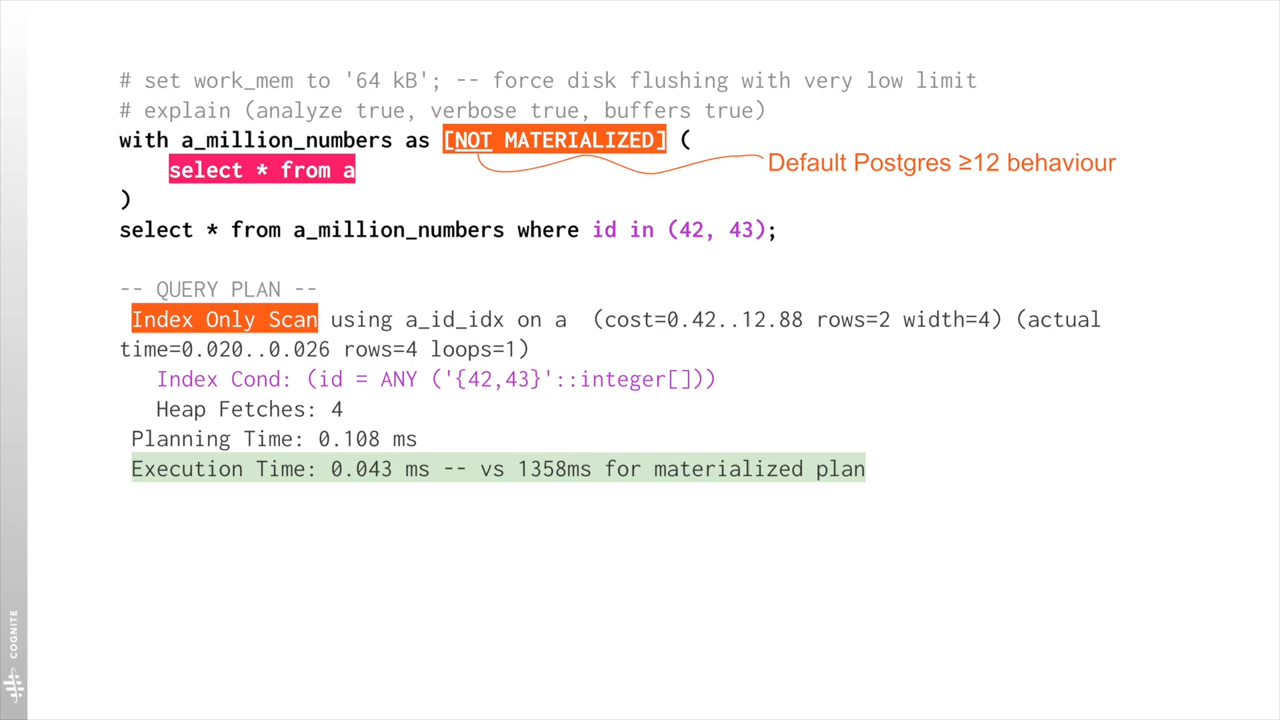 # set work_mem to '64 kB'; -- force disk flushing with very low limit
# explain (analyze true, verbose true, buffers true)
with a_million_numbers as [NOT MATERIALIZED] (
Default Postgres ≥12 behaviour
select * from a
)
select * from a_million_numbers where id in (42, 43);
-- QUERY PLAN --
Index Only Scan using a_id_idx on a (cost=0.42..12.88 rows=2 width=4) (actual
time=0.020..0.026 rows=4 loops=1)
Index Cond: (id = ANY ('{42,43}'::integer[]))
Heap Fetches: 4
Planning Time: 0.108 ms
Execution Time: 0.043 ms -- vs 1358ms for materialized plan
COGNITE